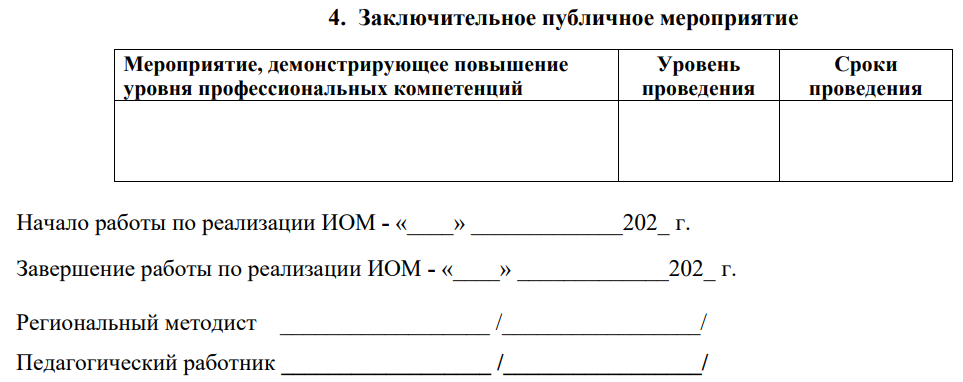 4. Заключительное публичное мероприятие
Мероприятие, демонстрирующее повышение
уровня профессиональных компетенций
Уровень
проведения
Сроки
проведения
Начало работы по реализации ИОМ - «____» _____________202_ г.
Завершение работы по реализации ИОМ - «____» _____________202_ г.
Региональный методист __________________ /_________________/
Педагогический работник __________________ /_________________/